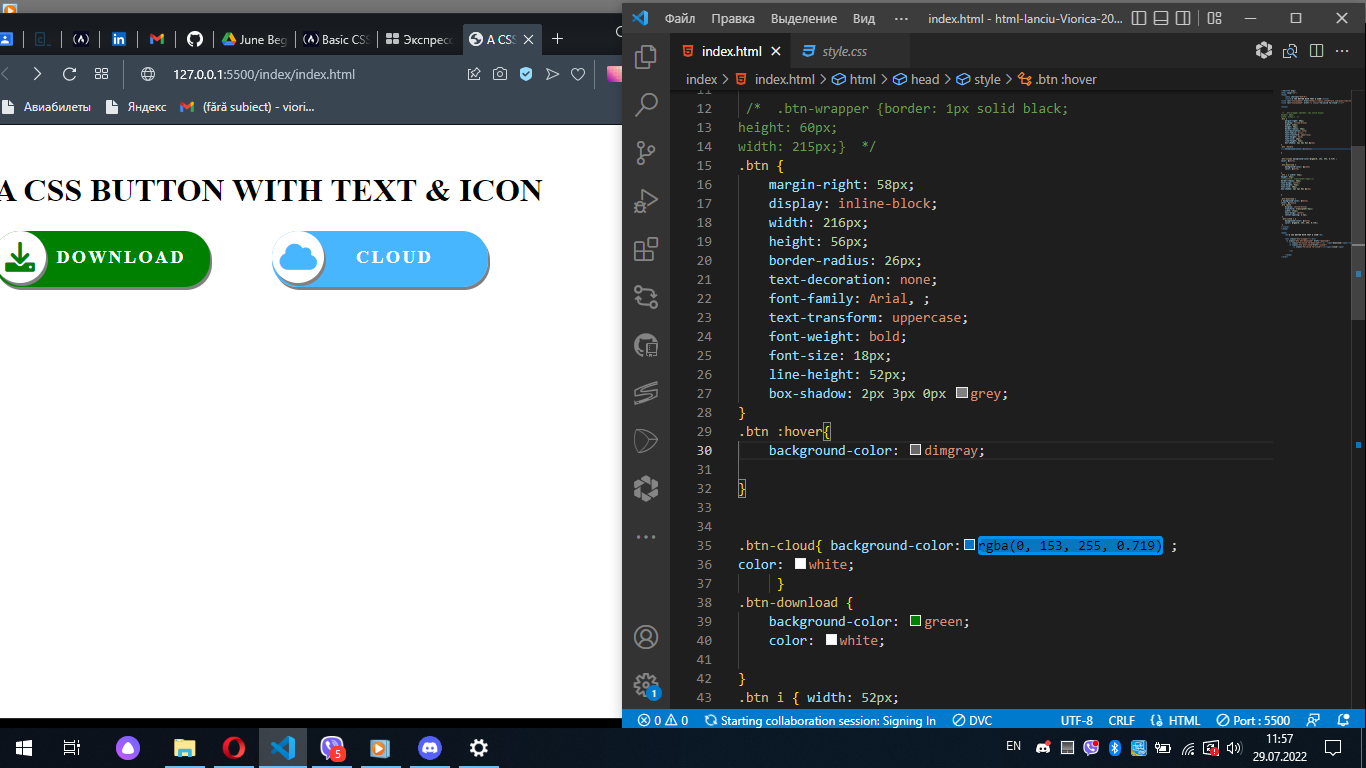 June Beg
Basic CSS
Экспрес
A CSS
127.0.0.1:5500/index/index.html
Авиабилеты
Яндекс
(fără subiect) - viori...
A CSS BUTTON WITH TEXT & ICON
DOWNLOAD
CLOUD
Файл Правка Выделение Вид ···
index.html - html-lanciu-Viorica-20...
index.html
style.css
index > index.html > html > head > style > .btn :hover
11
12 /* .btn-wrapper {border: 1px solid black;
13 height: 60px;
14 width: 215px;} */
15 .btn {
16 margin-right: 58px;
17 display: inline-block;
18 width: 216px;
19 height: 56px;
20 border-radius: 26px;
21 text-decoration: none;
22 font-family: Arial, ;
23 text-transform: uppercase;
24 font-weight: bold;
25 font-size: 18px;
26 line-height: 52px;
27 box-shadow: 2px 3px 0px grey;
28 }
29 .btn :hover{
30 background-color: dimgray;
31
32 }
33
34
35 .btn-cloud{ background-color: rgba(0, 153, 255, 0.719) ;
36 color: white;
37 }
38 .btn-download {
39 background-color: green;
40 color: white;
41
42 }
43 .btn i { width: 52px;
1
0 0 Starting collaboration session: Signing In DVC
UTF-8 CRLF HTML Port : 5500
5
EN
11:57
29.07.2022